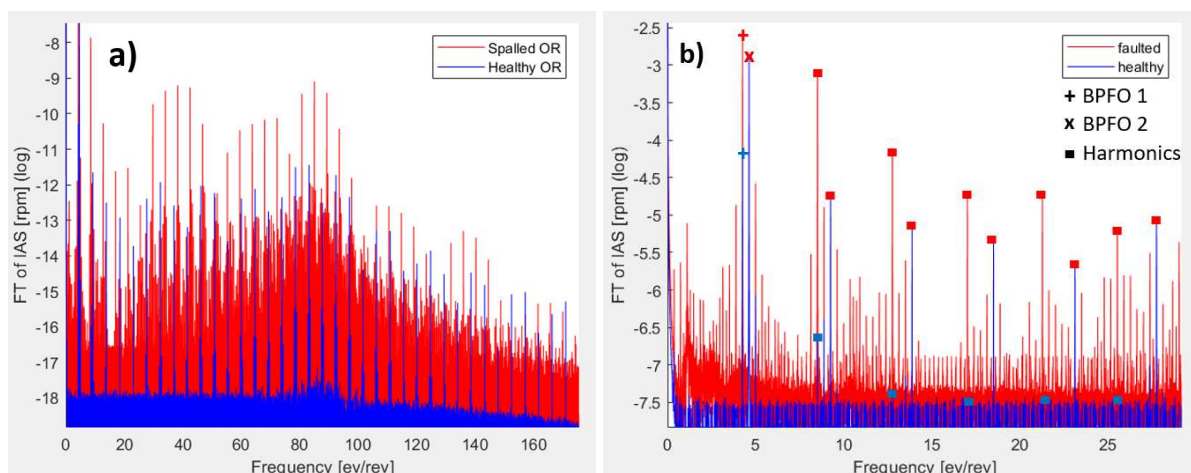 a)
Spalled OR
Healthy OR
-8
-9
-10
-11
-12
-13
-14
-15
-16
-17
-18
FT of IAS [rpm] (log)
0 20 40 60 80 100 120 140 160
Frequency [ev/rev]
b)
faulted
healthy
+ BPFO 1
x BPFO 2
■ Harmonics
-2.5
-3
-3.5
-4
-4.5
-5
-5.5
-6
-6.5
-7
-7.5
FT of IAS [rpm] (log)
0 5 10 15 20 25
Frequency [ev/rev]